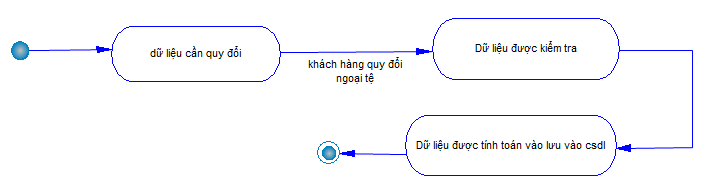 dữ liệu cần quy đổi
khách hàng quy đổi
ngoại tệ
Dữ liệu được kiểm tra
Dữ liệu được tính toán vào lưu vào csdl